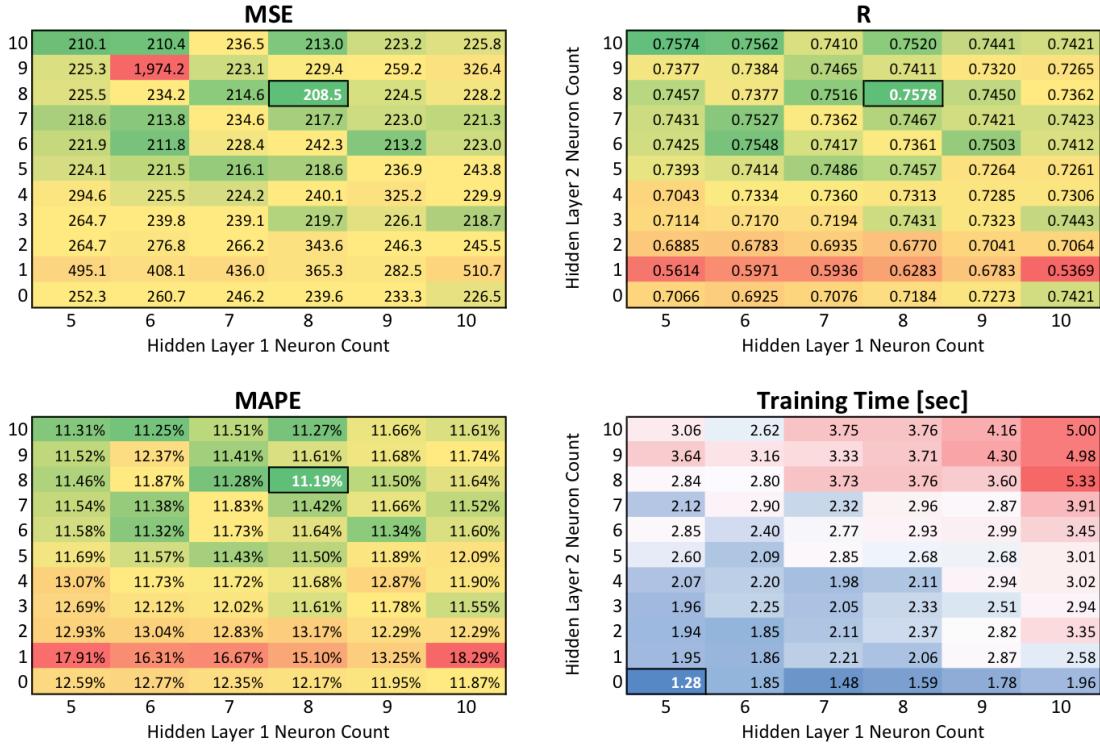 MSE
10 210.1 210.4 236.5 213.0 223.2 225.8
9 225.3 1,974.2 223.1 229.4 259.2 326.4
8 225.5 234.2 214.6 208.5 224.5 228.2
7 218.6 213.8 234.6 217.7 223.0 221.3
6 221.9 211.8 228.4 242.3 213.2 223.0
5 224.1 221.5 216.1 218.6 236.9 243.8
4 294.6 225.5 224.2 240.1 325.2 229.9
3 264.7 239.8 239.1 219.7 226.1 218.7
2 264.7 276.8 266.2 343.6 246.3 245.5
1 495.1 408.1 436.0 365.3 282.5 510.7
0 252.3 260.7 246.2 239.6 233.3 226.5
5 6 7 8 9 10
Hidden Layer 1 Neuron Count
R
Hidden Layer 2 Neuron Count
10 0.7574 0.7562 0.7410 0.7520 0.7441 0.7421
9 0.7377 0.7384 0.7465 0.7411 0.7320 0.7265
8 0.7457 0.7377 0.7516 0.7578 0.7450 0.7362
7 0.7431 0.7527 0.7362 0.7467 0.7421 0.7423
6 0.7425 0.7548 0.7417 0.7361 0.7503 0.7412
5 0.7393 0.7414 0.7486 0.7457 0.7264 0.7261
4 0.7043 0.7334 0.7360 0.7313 0.7285 0.7306
3 0.7114 0.7170 0.7194 0.7431 0.7323 0.7443
2 0.6885 0.6783 0.6935 0.6770 0.7041 0.7064
1 0.5614 0.5971 0.5936 0.6283 0.6783 0.5369
0 0.7066 0.6925 0.7076 0.7184 0.7273 0.7421
5 6 7 8 9 10
Hidden Layer 1 Neuron Count
MAPE
10 11.31% 11.25% 11.51% 11.27% 11.66% 11.61%
9 11.52% 12.37% 11.41% 11.61% 11.68% 11.74%
8 11.46% 11.87% 11.28% 11.19% 11.50% 11.64%
7 11.54% 11.38% 11.83% 11.42% 11.66% 11.52%
6 11.58% 11.32% 11.73% 11.64% 11.34% 11.60%
5 11.69% 11.57% 11.43% 11.50% 11.89% 12.09%
4 13.07% 11.73% 11.72% 11.68% 12.87% 11.90%
3 12.69% 12.12% 12.02% 11.61% 11.78% 11.55%
2 12.93% 13.04% 12.83% 13.17% 12.29% 12.29%
1 17.91% 16.31% 16.67% 15.10% 13.25% 18.29%
0 12.59% 12.77% 12.35% 12.17% 11.95% 11.87%
5 6 7 8 9 10
Hidden Layer 1 Neuron Count
Training Time [sec]
Hidden Layer 2 Neuron Count
10 3.06 2.62 3.75 3.76 4.16 5.00
9 3.64 3.16 3.33 3.71 4.30 4.98
8 2.84 2.80 3.73 3.76 3.60 5.33
7 2.12 2.90 2.32 2.96 2.87 3.91
6 2.85 2.40 2.77 2.93 2.99 3.45
5 2.60 2.09 2.85 2.68 2.68 3.01
4 2.07 2.20 1.98 2.11 2.94 3.02
3 1.96 2.25 2.05 2.33 2.51 2.94
2 1.94 1.85 2.11 2.37 2.82 3.35
1 1.95 1.86 2.21 2.06 2.87 2.58
0 1.28 1.85 1.48 1.59 1.78 1.96
5 6 7 8 9 10
Hidden Layer 1 Neuron Count